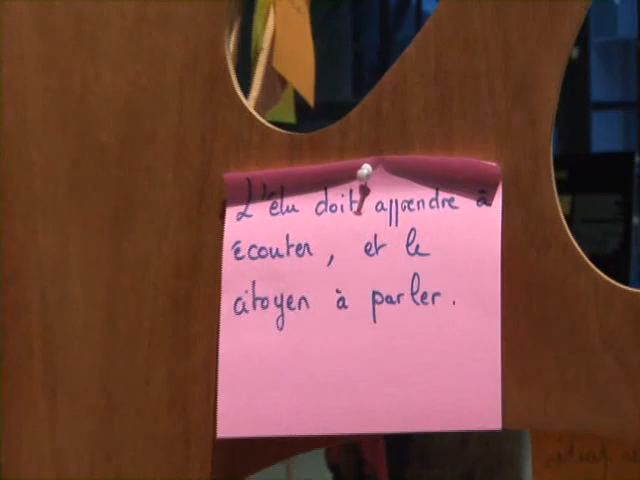 L'élu doit apprendre à
écouter, et le
citoyen à parler.